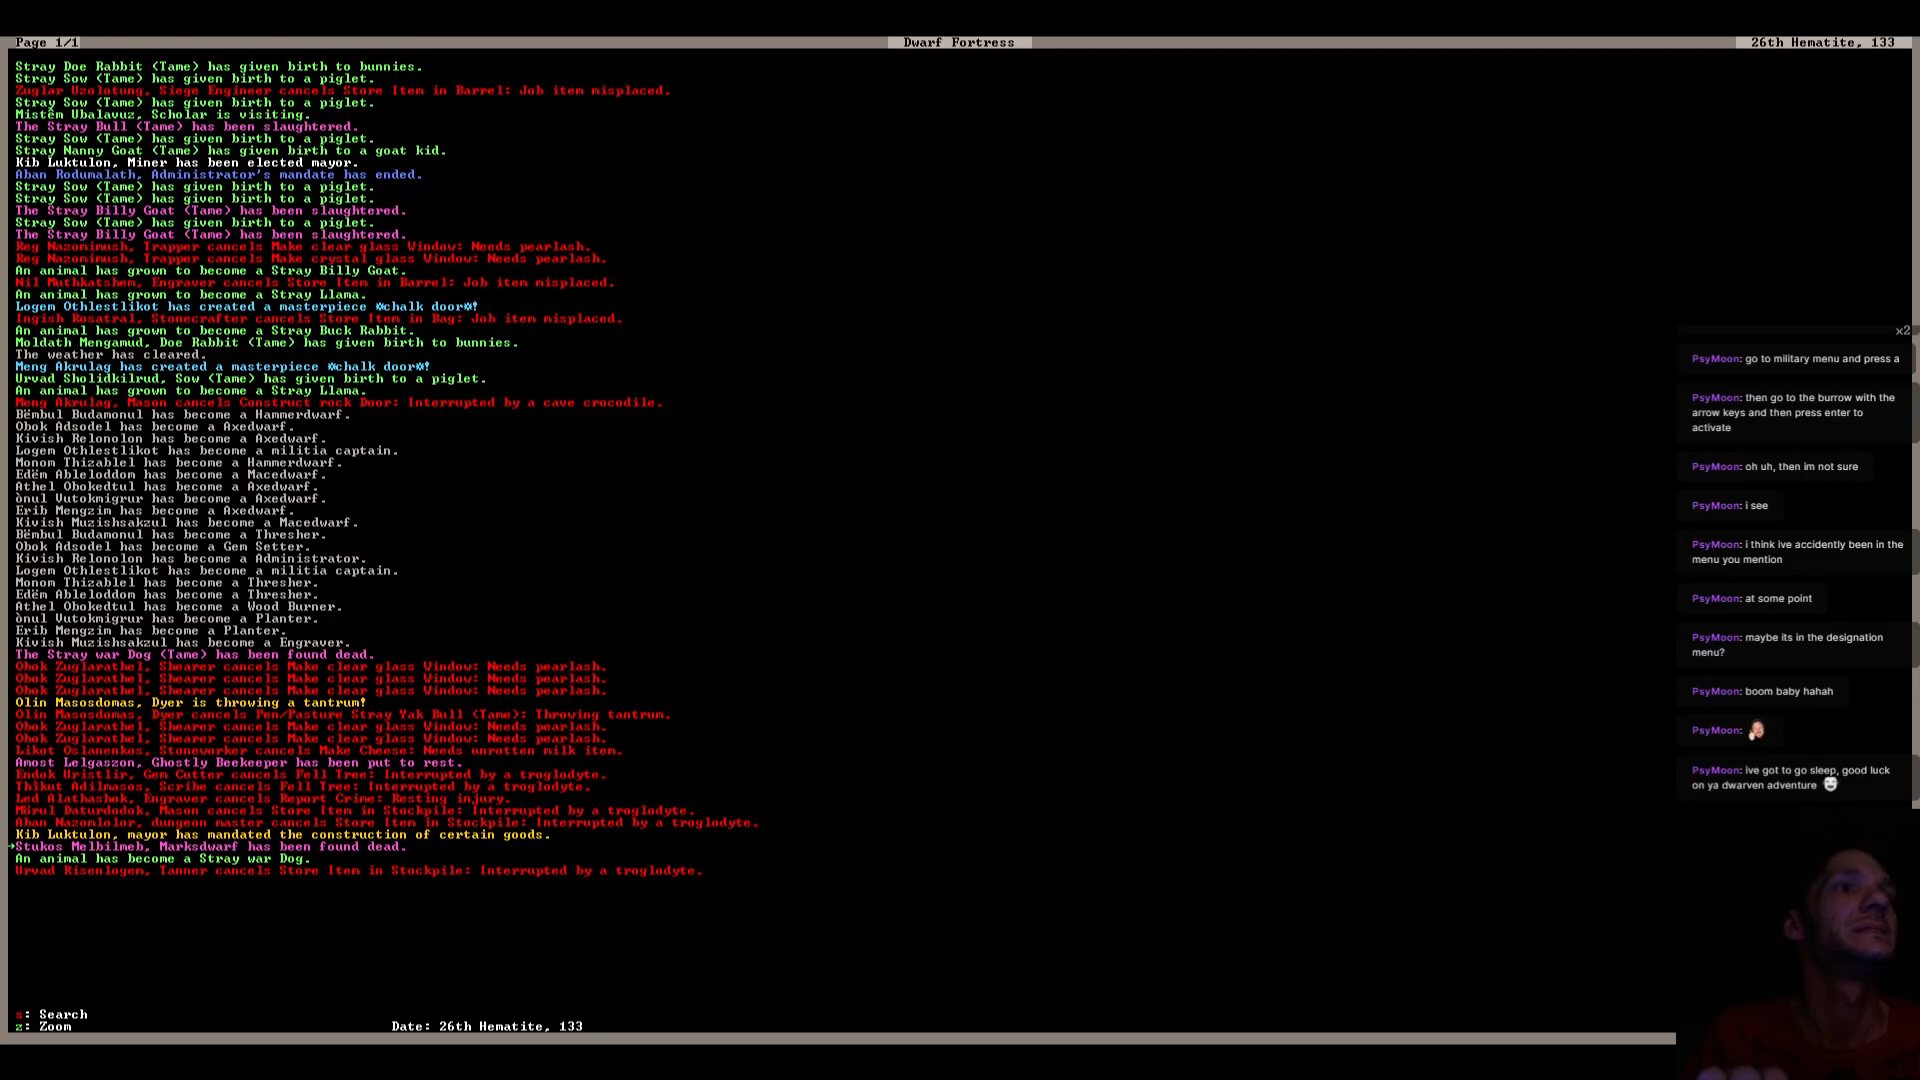 Page 1/1
Dwarf Fortress
26th Hematite, 133
Stray Doe Rabbit (Tame) has given birth to bunnies.
Stray Sow (Tame) has given birth to a piglet.
Zuglar Uzolotung, Siege Engineer cancels Store Item in Barrel: Job item misplaced.
Stray Sow (Tame) has given birth to a piglet.
Mistêm Ubalavuz, Scholar is visiting.
The Stray Bull (Tame) has been slaughtered.
Stray Sow (Tame) has given birth to a piglet.
Stray Nanny Goat (Tame) has given birth to a goat kid.
Kib Luktulon, Miner has been elected mayor.
Aban Rodumalath, Administrator's mandate has ended.
Stray Sow (Tame) has given birth to a piglet.
Stray Sow (Tame) has given birth to a piglet.
The Stray Billy Goat (Tame) has been slaughtered.
Stray Sow (Tame) has given birth to a piglet.
The Stray Billy Goat (Tame) has been slaughtered.
Reg Nazomimush, Trapper cancels Make clear glass Window: Needs pearlash.
Reg Nazomimush, Trapper cancels Make crystal glass Window: Needs pearlash.
An animal has grown to become a Stray Billy Goat.
Nil Muthkatshem, Engraver cancels Store Item in Barrel: Job item misplaced.
An animal has grown to become a Stray Llama.
Logem Othlestlikot has created a masterpiece ☼chalk door☼!
Ingish Rosatral, Stonecrafter cancels Store Item in Bag: Job item misplaced.
An animal has grown to become a Stray Buck Rabbit.
Moldath Mengamud, Doe Rabbit (Tame) has given birth to bunnies.
The weather has cleared.
Meng Akrulag has created a masterpiece ☼chalk door☼!
Urvad Sholidkilrud, Sow (Tame) has given birth to a piglet.
An animal has grown to become a Stray Llama.
Meng Akrulag, Mason cancels Construct rock Door: Interrupted by a cave crocodile.
Bëmbul Budamonul has become a Hammerdwarf.
Obok Adsodel has become a Axedwarf.
Kivish Relonolon has become a Axedwarf.
Logem Othlestlikot has become a militia captain.
Monom Thizablel has become a Hammerdwarf.
Edëm Ableloddom has become a Macedwarf.
Athel Obokedtul has become a Axedwarf.
ònul Vutokmigrur has become a Axedwarf.
Erib Mengzim has become a Axedwarf.
Kivish Muzishsakzul has become a Macedwarf.
Bëmbul Budamonul has become a Thresher.
Obok Adsodel has become a Gem Setter.
Kivish Relonolon has become a Administrator.
Logem Othlestlikot has become a militia captain.
Monom Thizablel has become a Thresher.
Edëm Ableloddom has become a Thresher.
Athel Obokedtul has become a Wood Burner.
ònul Vutokmigrur has become a Planter.
Erib Mengzim has become a Planter.
Kivish Muzishsakzul has become a Engraver.
The Stray war Dog (Tame) has been found dead.
Obok Zuglarathel, Shearer cancels Make clear glass Window: Needs pearlash.
Obok Zuglarathel, Shearer cancels Make clear glass Window: Needs pearlash.
Obok Zuglarathel, Shearer cancels Make clear glass Window: Needs pearlash.
Olin Masosdomas, Dyer is throwing a tantrum!
Olin Masosdomas, Dyer cancels Pen/Pasture Stray Yak Bull (Tame): Throwing tantrum.
Obok Zuglarathel, Shearer cancels Make clear glass Window: Needs pearlash.
Obok Zuglarathel, Shearer cancels Make clear glass Window: Needs pearlash.
Likot Oslanenkos, Stoneworker cancels Make Cheese: Needs unrotten milk item.
Amost Lelgaszon, Ghostly Beekeeper has been put to rest.
Endok Uristlir, Gem Cutter cancels Fell Tree: Interrupted by a troglodyte.
Thîkut Adilmasos, Scribe cancels Fell Tree: Interrupted by a troglodyte.
Led Alathashok, Engraver cancels Report Crime: Resting injury.
Mörul Daturdodok, Mason cancels Store Item in Stockpile: Interrupted by a troglodyte.
Aban Nazomlolor, dungeon master cancels Store Item in Stockpile: Interrupted by a troglodyte.
Kib Luktulon, mayor has mandated the construction of certain goods.
→Stukos Melbilmeb, Marksdwarf has been found dead.
An animal has become a Stray war Dog.
Urvad Risenlogem, Tanner cancels Store Item in Stockpile: Interrupted by a troglodyte.
s: Search
z: Zoom
Date: 26th Hematite, 133
x2
PsyMoon: go to military menu and press a
PsyMoon: then go to the burrow with the
arrow keys and then press enter to
activate
PsyMoon: oh uh, then im not sure
PsyMoon: i see
PsyMoon: i think ive accidently been in the
menu you mention
PsyMoon: at some point
PsyMoon: maybe its in the designation
menu?
PsyMoon: boom baby hahah
PsyMoon:
PsyMoon: ive got to go sleep, good luck
on ya dwarven adventure